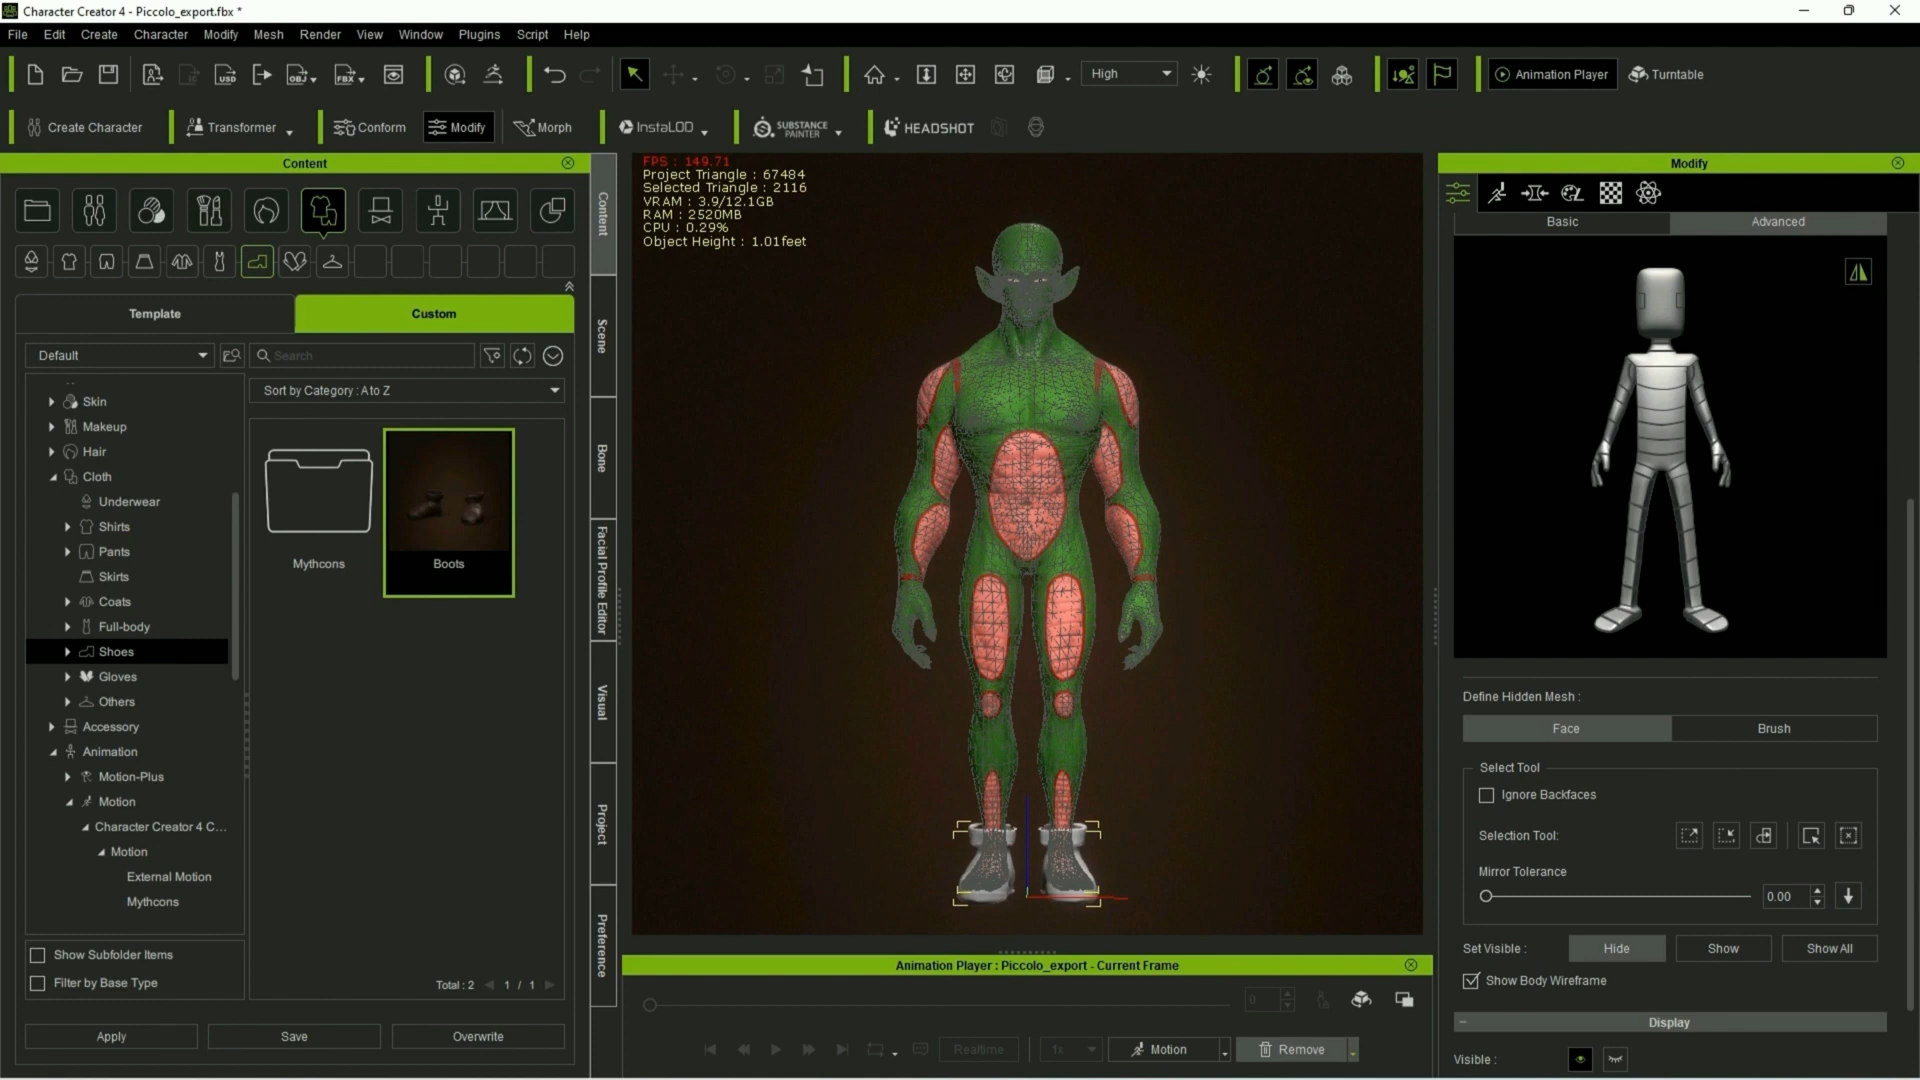 Character Creator 4 - Piccolo_export.fbx *
File Edit Create Character Modify Mesh Render View Window Plugins Script Help
USD OBJ FBX High Animation Player Turntable
Create Character Transformer Conform Modify Morph InstaLOD SUBSTANCE PAINTER HEADSHOT
Content
Template Custom
Default Search
Sort by Category : A to Z
Skin
Makeup
Hair
Cloth
Underwear
Shirts
Pants
Skirts
Coats
Full-body
Shoes
Gloves
Others
Accessory
Animation
Motion-Plus
Motion
Character Creator 4 C...
Motion
External Motion
Mythcons
Mythcons Boots
Show Subfolder Items
Filter by Base Type
Total : 2 1 / 1
Apply Save Overwrite
Content
Scene
Bone
Facial Profile Editor
Visual
Project
Preference
FPS : 149.71
Project Triangle : 67484
Selected Triangle : 2116
VRAM : 3.9/12.1GB
RAM : 2520MB
CPU : 0.29%
Object Height : 1.01feet
Animation Player : Piccolo_export - Current Frame
0
Realtime 1x Motion Remove
Modify
Basic Advanced
Define Hidden Mesh :
Face Brush
Select Tool
Ignore Backfaces
Selection Tool:
Mirror Tolerance
0.00
Set Visible : Hide Show Show All
Show Body Wireframe
Display
Visible :